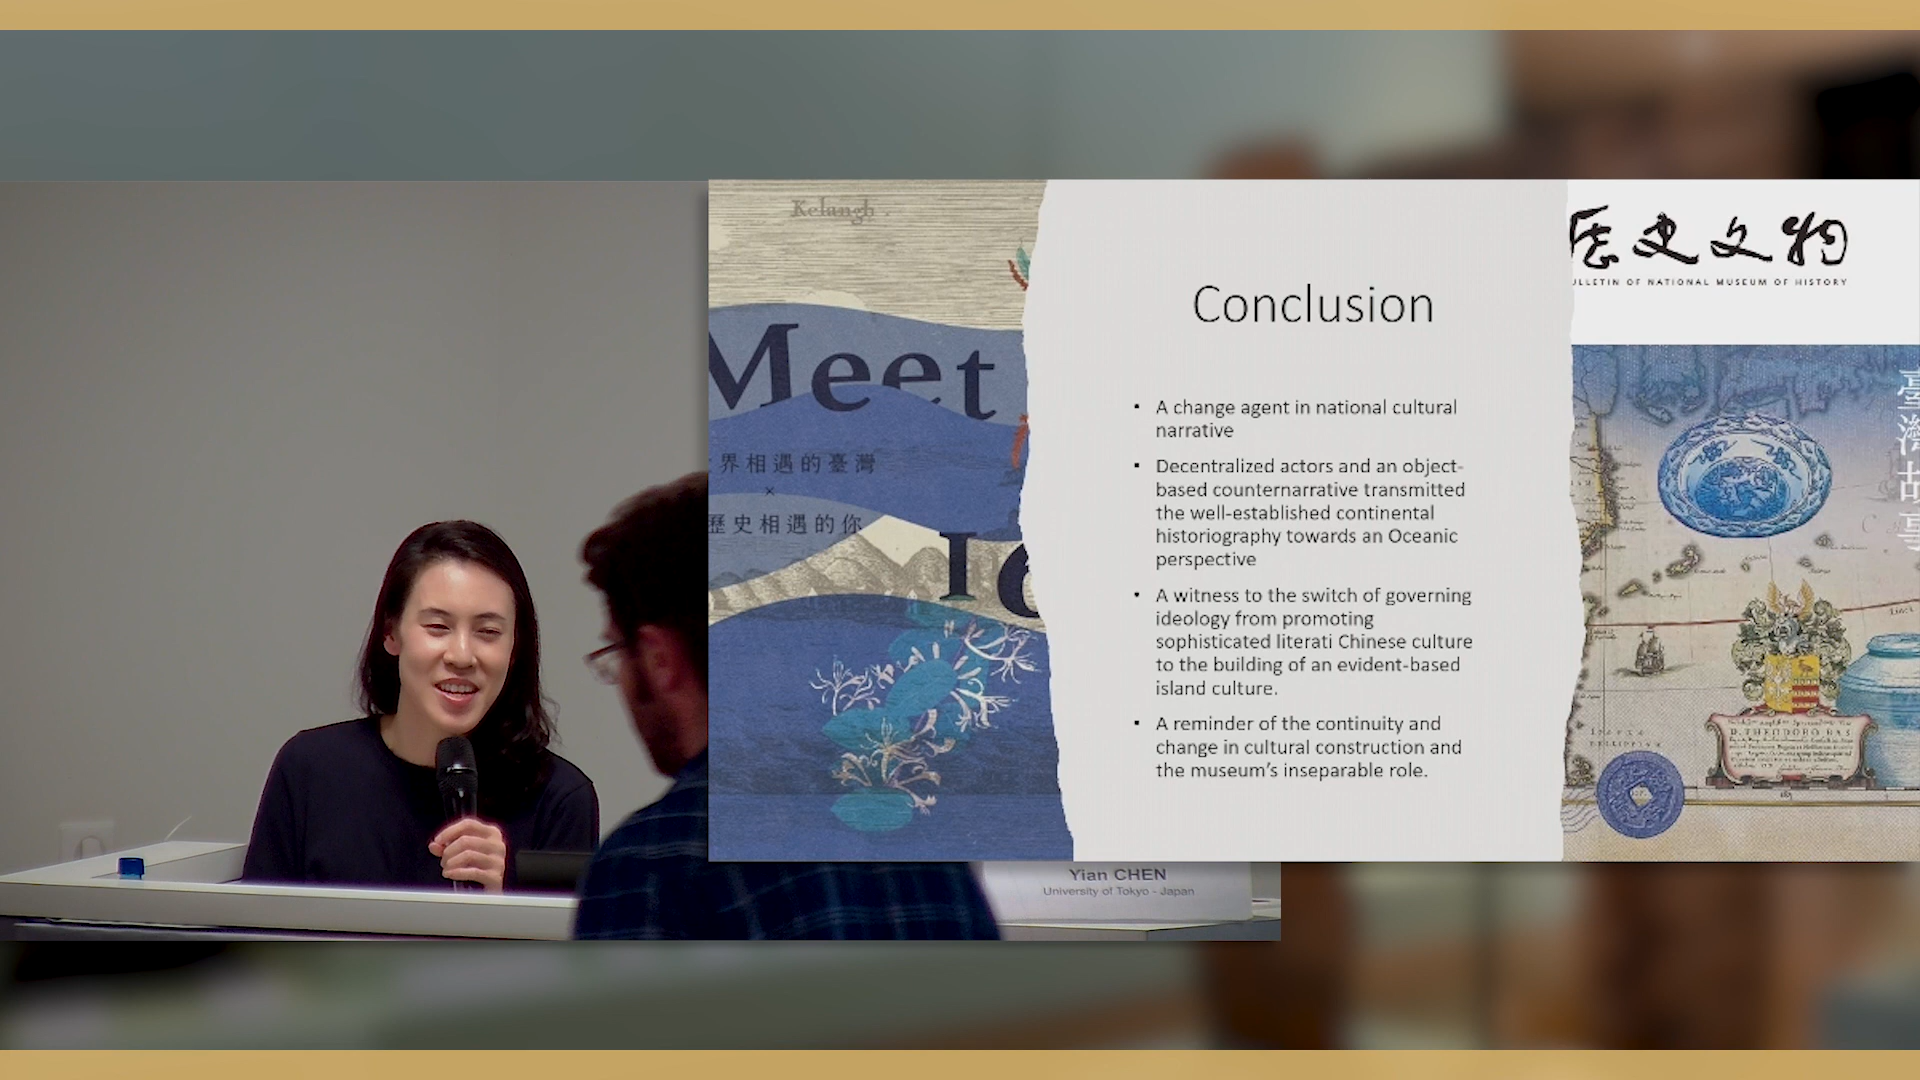 Kelangh.
Meet
界相遇的臺灣
×
歷史相遇的你
Conclusion
▪ A change agent in national cultural
narrative
▪ Decentralized actors and an object-
based counternarrative transmitted
the well-established continental
historiography towards an Oceanic
perspective
▪ A witness to the switch of governing
ideology from promoting
sophisticated literati Chinese culture
to the building of an evident-based
island culture.
▪ A reminder of the continuity and
change in cultural construction and
the museum's inseparable role.
歷史文物
ULLETIN OF NATIONAL MUSEUM OF HISTORY
臺灣故事
D. THEODORO BAS
Yian CHEN
University of Tokyo - Japan